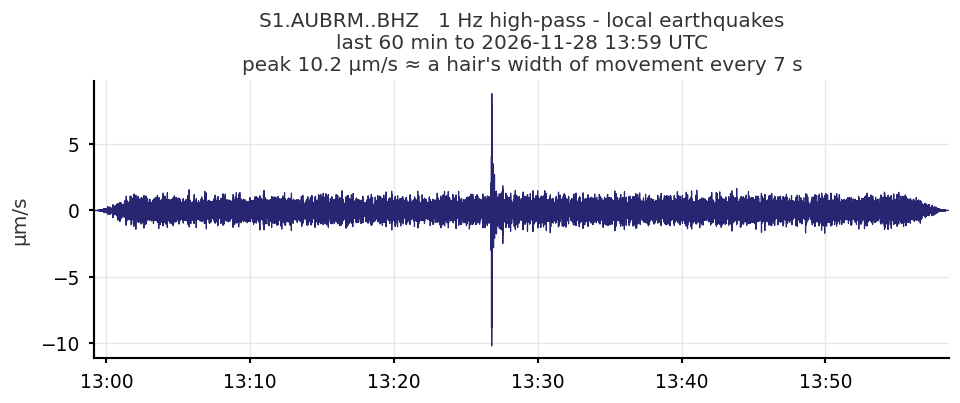 S1.AUBRM..BHZ   1 Hz high-pass - local earthquakes
last 60 min to 2026-11-28 13:59 UTC
peak 10.2 µm/s ≈ a hair's width of movement every 7 s
µm/s
5
0
−5
−10
13:00 13:10 13:20 13:30 13:40 13:50